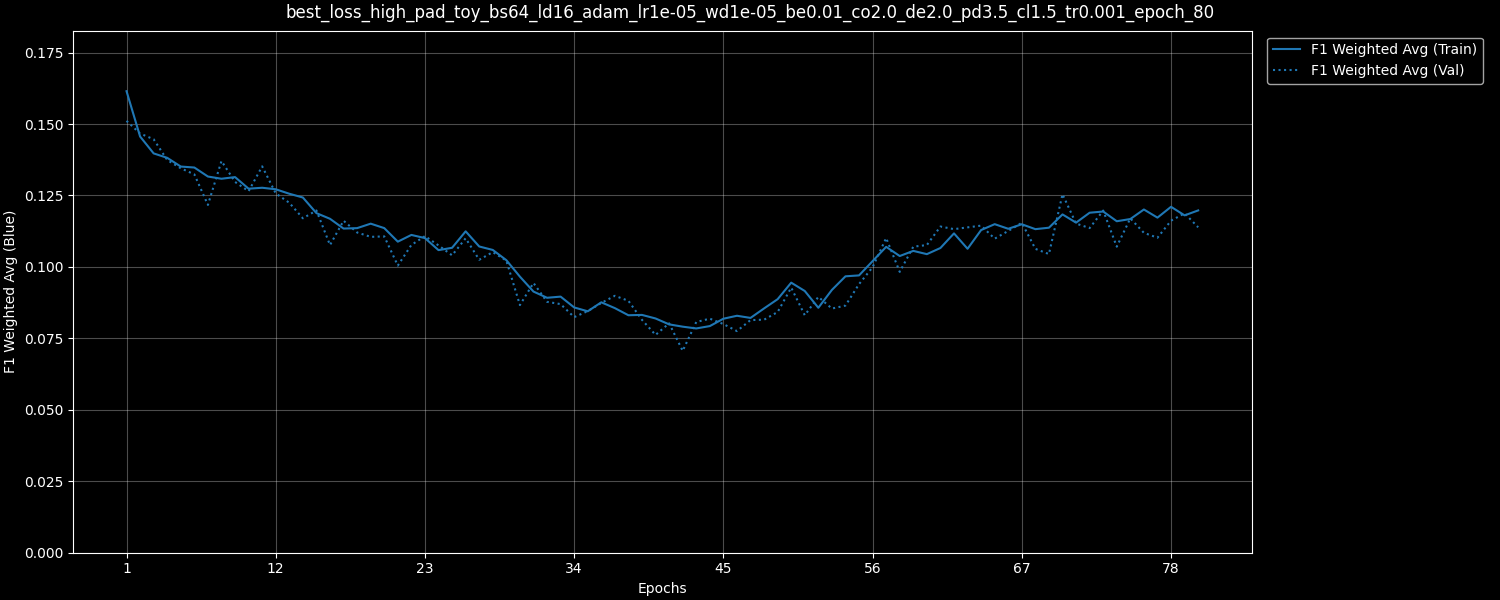 best_loss_high_pad_toy_bs64_ld16_adam_lr1e-05_wd1e-05_be0.01_co2.0_de2.0_pd3.5_cl1.5_tr0.001_epoch_80
F1 Weighted Avg (Train)
F1 Weighted Avg (Val)
F1 Weighted Avg (Blue)
0.175
0.150
0.125
0.100
0.075
0.050
0.025
0.000
1 12 23 34 45 56 67 78
Epochs